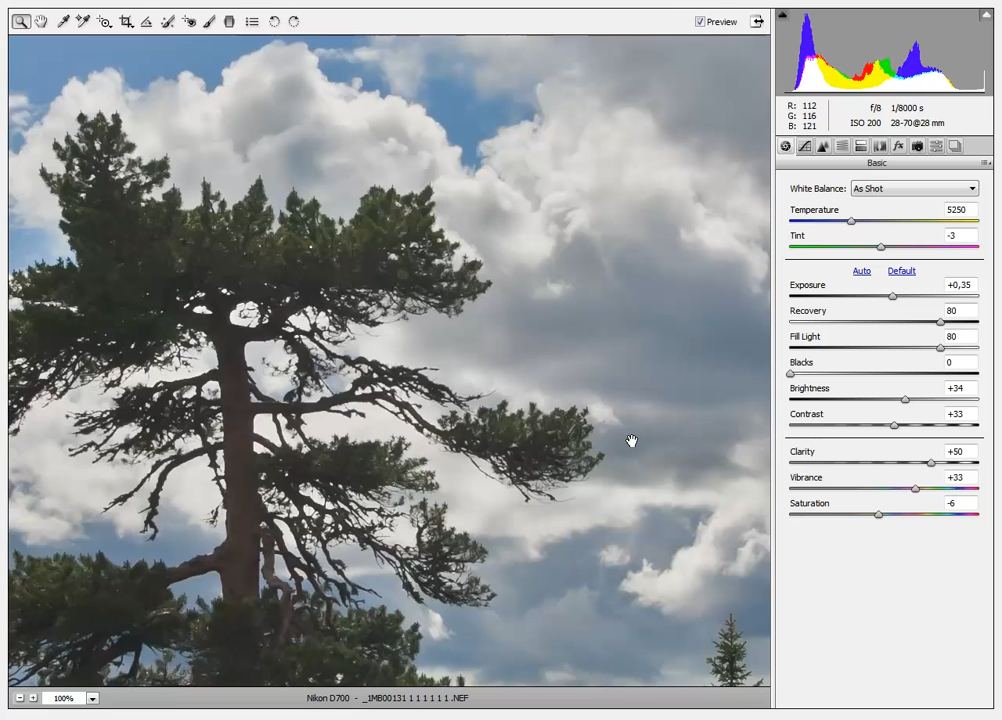 Preview
R: 112
G: 116
B: 121
f/8 1/8000 s
ISO 200 28-70@28 mm
fx
Basic
White Balance: As Shot
Temperature 5250
Tint -3
Auto Default
Exposure +0,35
Recovery 80
Fill Light 80
Blacks 0
Brightness +34
Contrast +33
Clarity +50
Vibrance +33
Saturation -6
100% Nikon D700 - _1MB00131 1 1 1 1 1 1.NEF